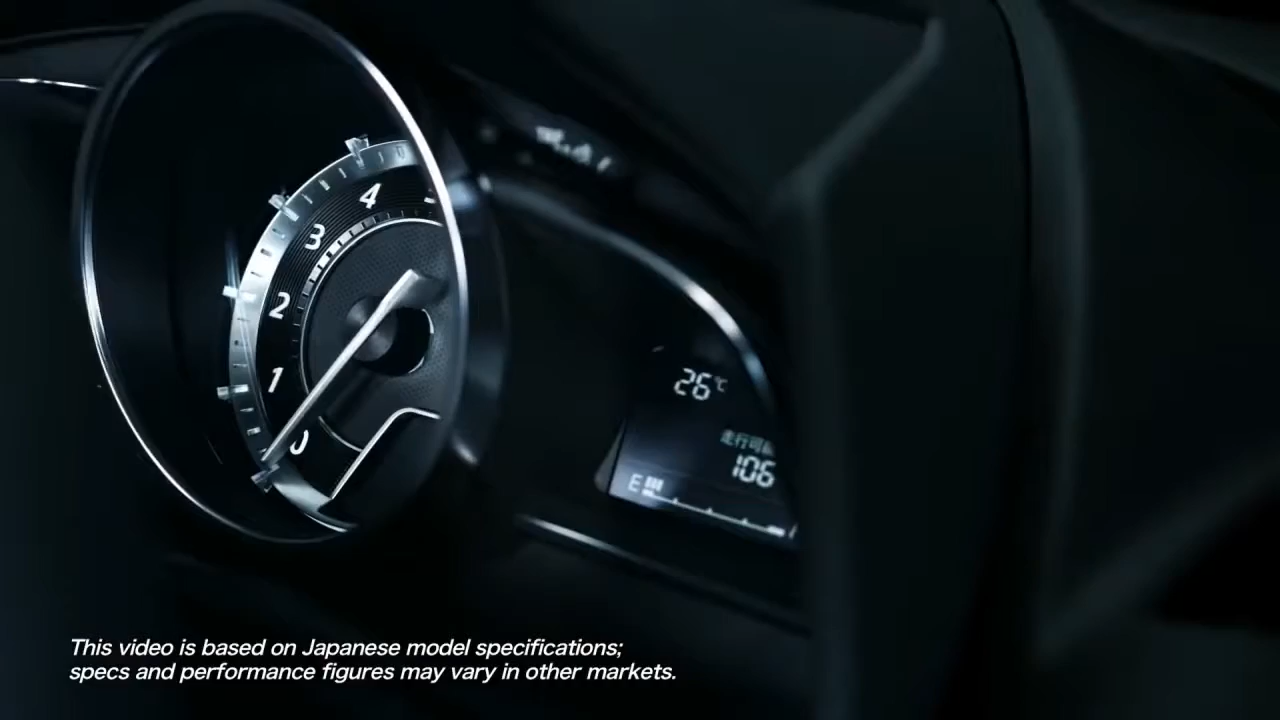 4
3
2
1
0
26℃
走行可能
106
E
This video is based on Japanese model specifications;
specs and performance figures may vary in other markets.